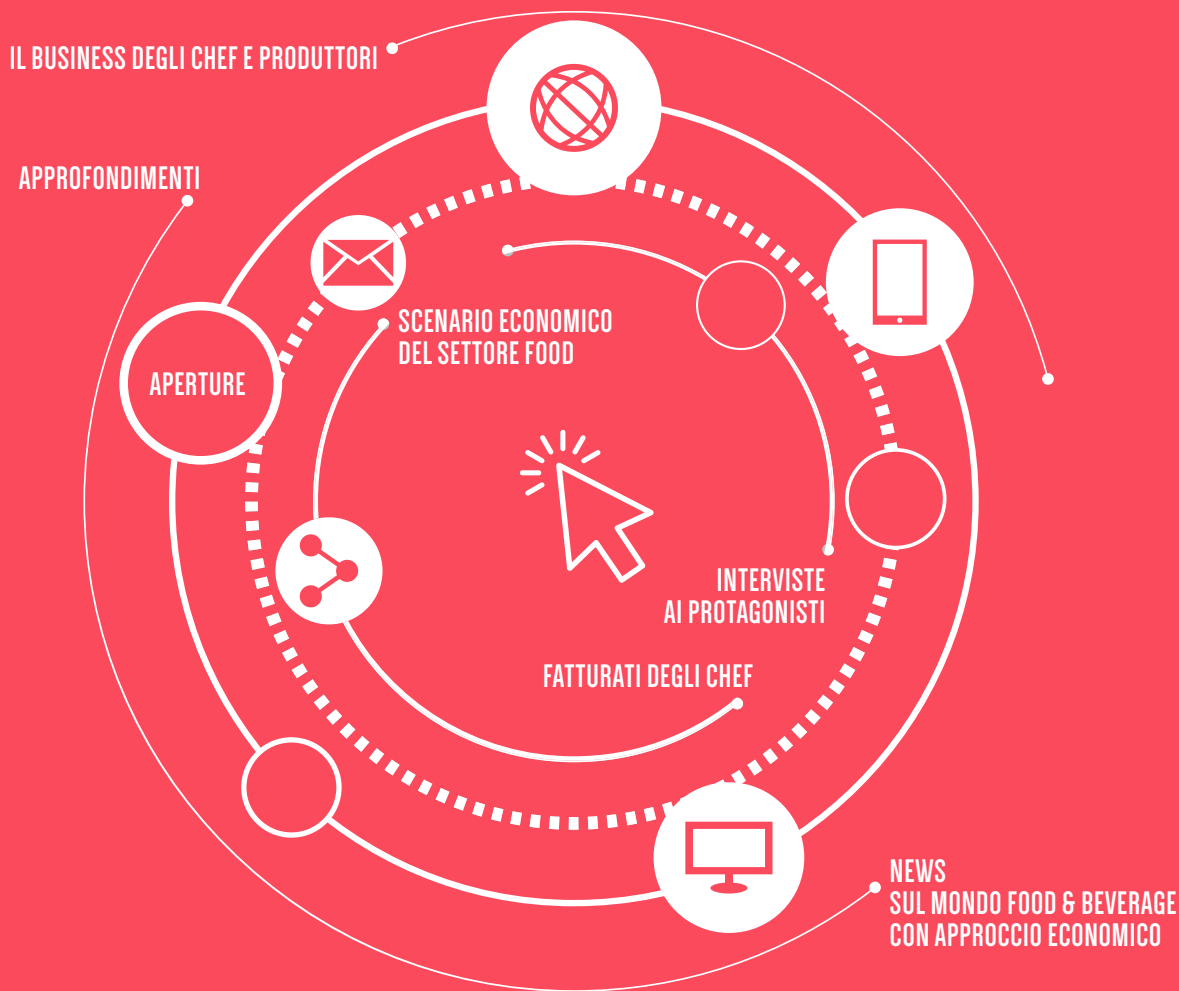 IL BUSINESS DEGLI CHEF E PRODUTTORI
APPROFONDIMENTI
SCENARIO ECONOMICO
DEL SETTORE FOOD
APERTURE
INTERVISTE
AI PROTAGONISTI
FATTURATI DEGLI CHEF
NEWS
SUL MONDO FOOD & BEVERAGE
CON APPROCCIO ECONOMICO